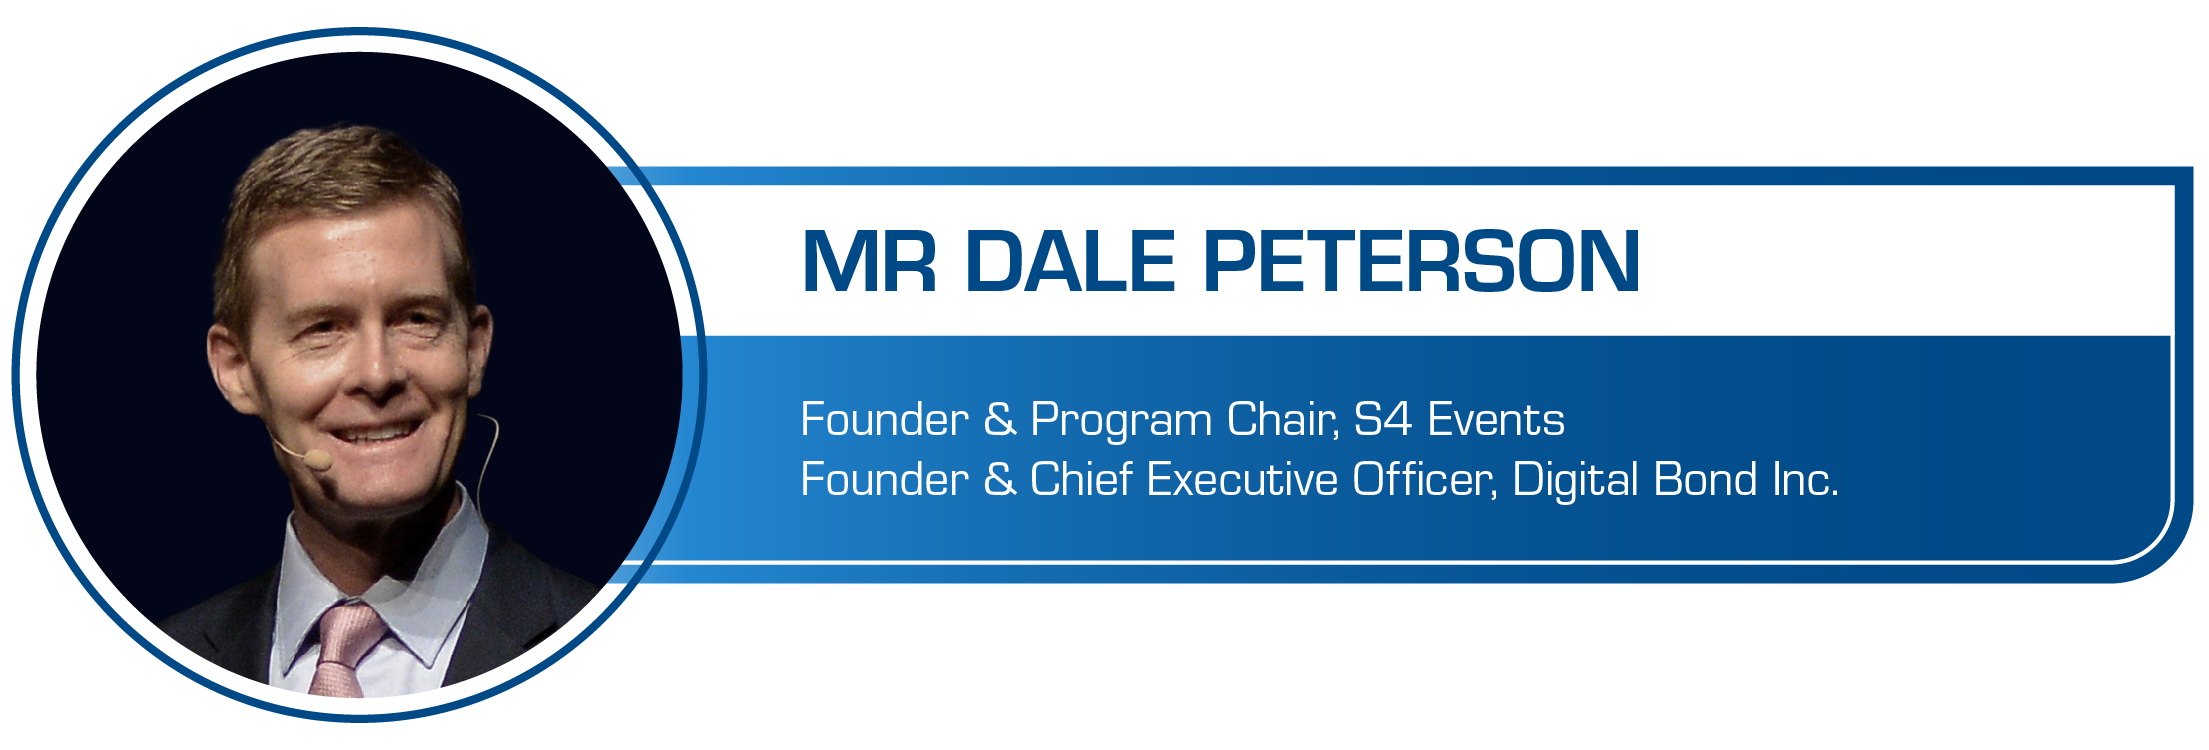 MR DALE PETERSON
Founder & Program Chair, S4 Events
Founder & Chief Executive Officer, Digital Bond Inc.